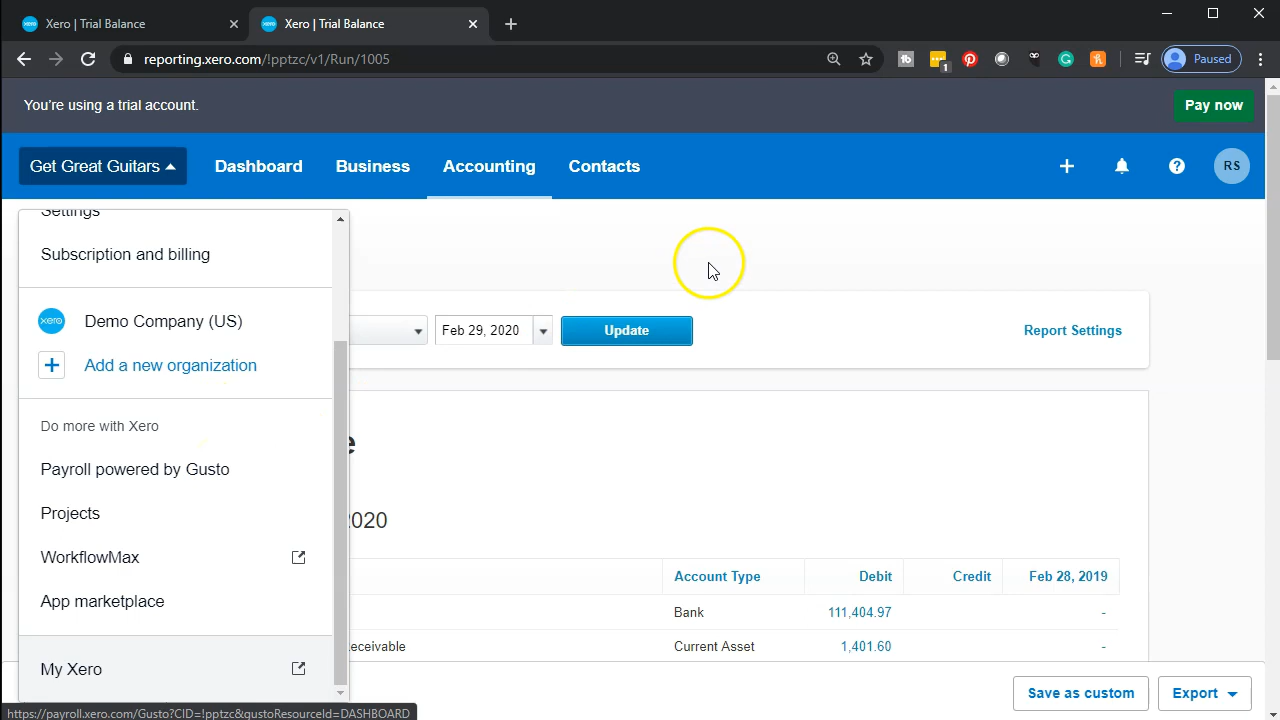 xero Xero | Trial Balance
xero Xero | Trial Balance
reporting.xero.com/!pptzc/v1/Run/1005
1
Paused
You're using a trial account.
Pay now
Get Great Guitars
Dashboard
Business
Accounting
Contacts
RS
Settings
Subscription and billing
xero Demo Company (US)
Add a new organization
Do more with Xero
Payroll powered by Gusto
Projects
WorkflowMax
App marketplace
My Xero
Feb 29, 2020
Update
Report Settings
e
2020
Account Type Debit Credit Feb 28, 2019
Bank 111,404.97 -
eceivable Current Asset 1,401.60 -
Save as custom
Export
https://payroll.xero.com/Gusto?CID=!pptzc&gustoResourceId=DASHBOARD